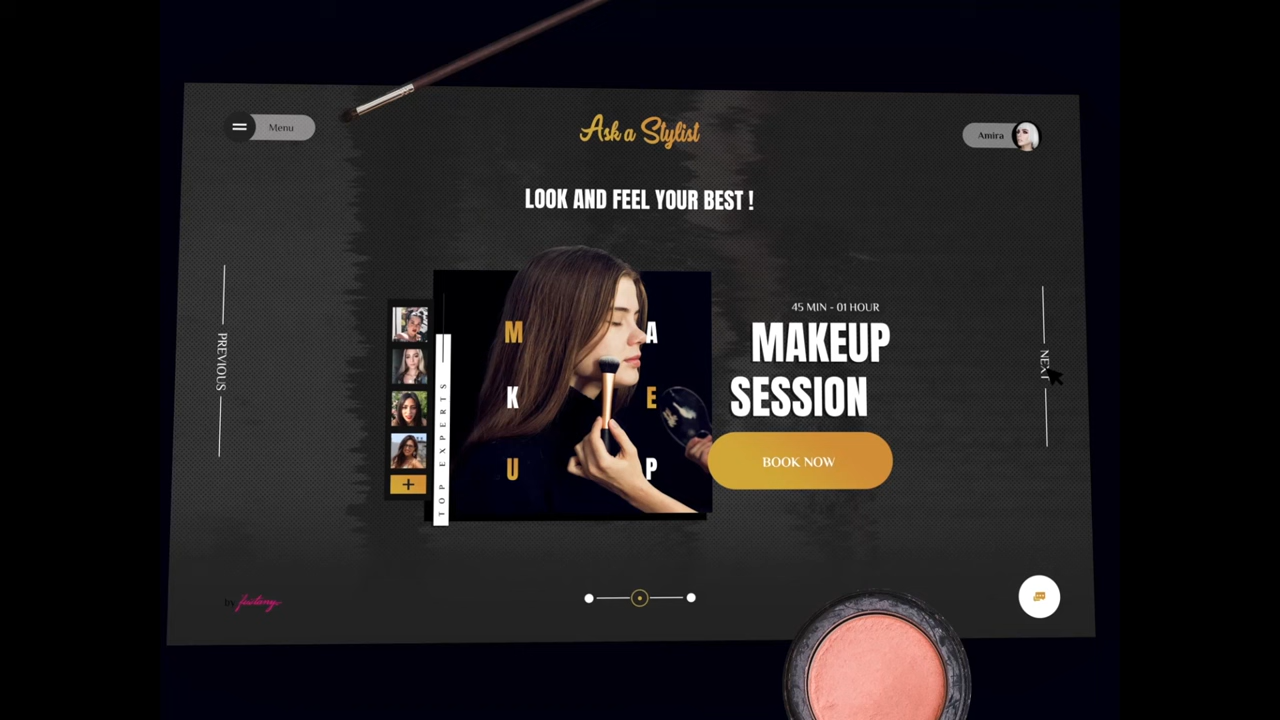 Menu
Ask a Stylist
Amira
LOOK AND FEEL YOUR BEST !
PREVIOUS
TOP EXPERTS
M A
K E
U P
45 MIN - 01 HOUR
MAKEUP
SESSION
BOOK NOW
NEXT
by